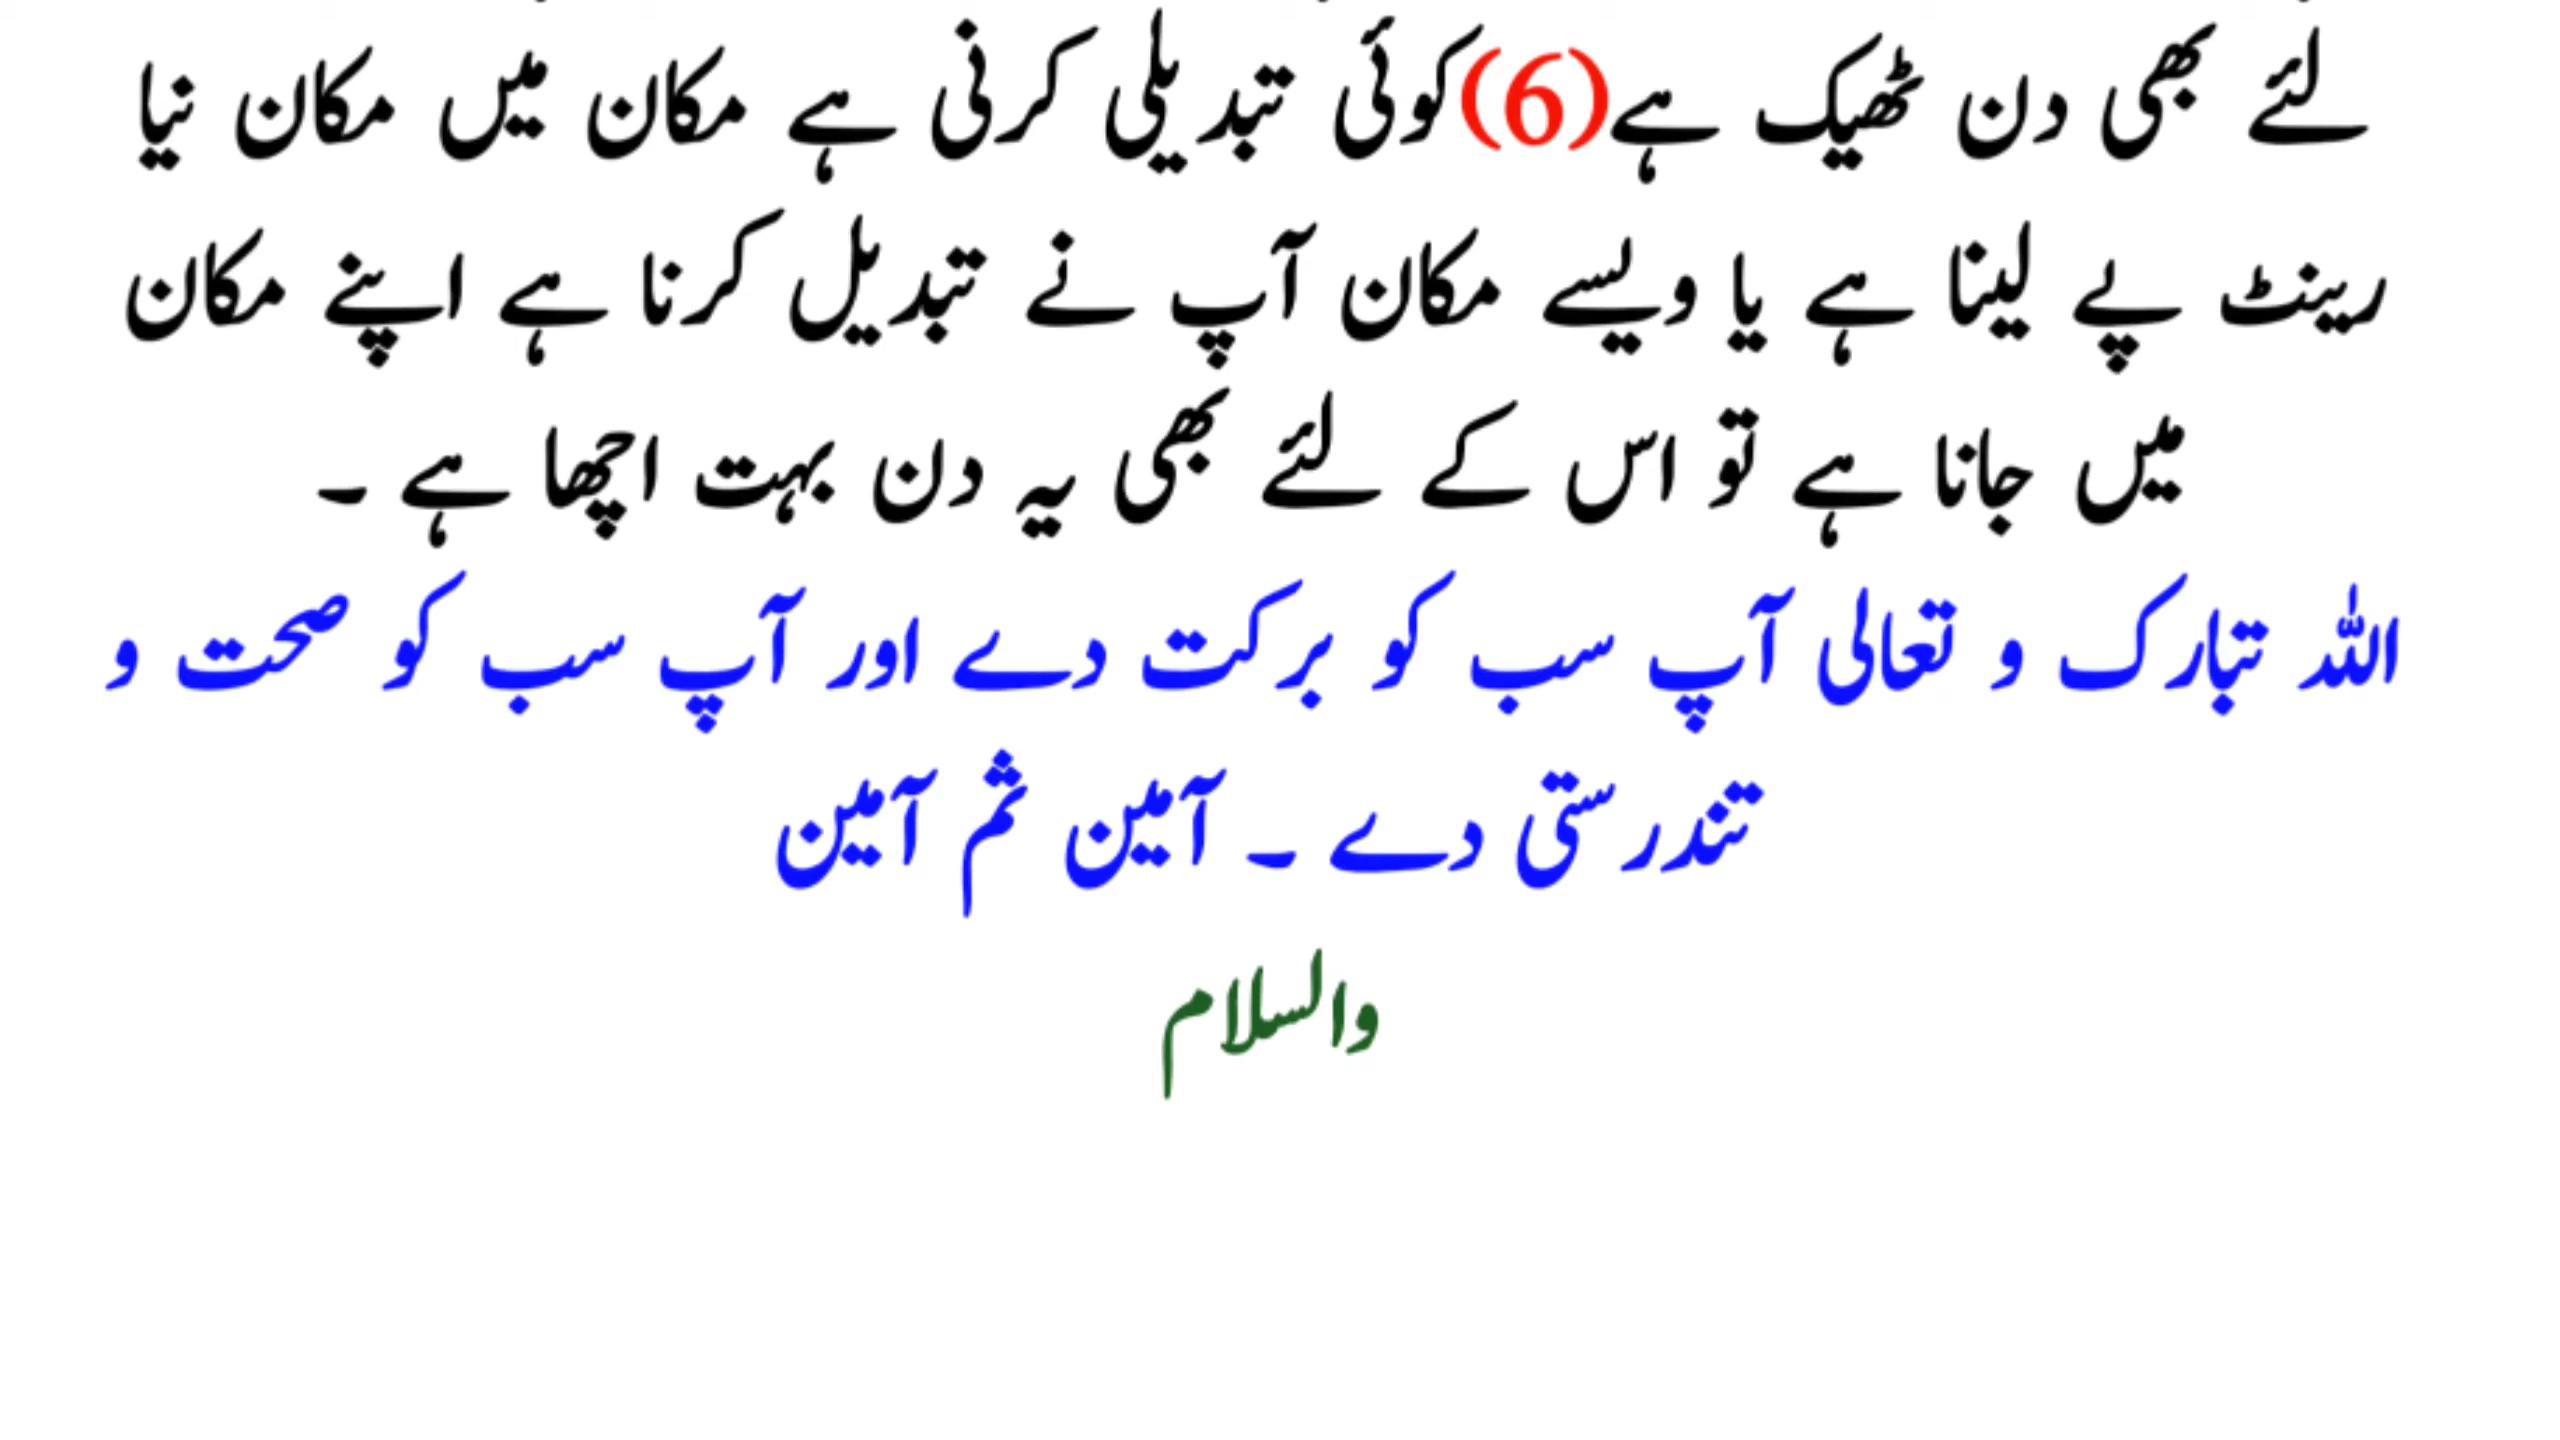 لئے بھی دن ٹھیک ہے(6)کوئی تبدیلی کرنی ہے مکان میں مکان نیا
رینٹ پے لینا ہے یا ویسے مکان آپ نے تبدیل کرنا ہے اپنے مکان
میں جانا ہے تو اس کے لئے بھی یہ دن بہت اچھا ہے ۔
اللہ تبارک و تعالی آپ سب کو برکت دے اور آپ سب کو صحت و
تندرستی دے ۔ آمین ثم آمین
والسلام